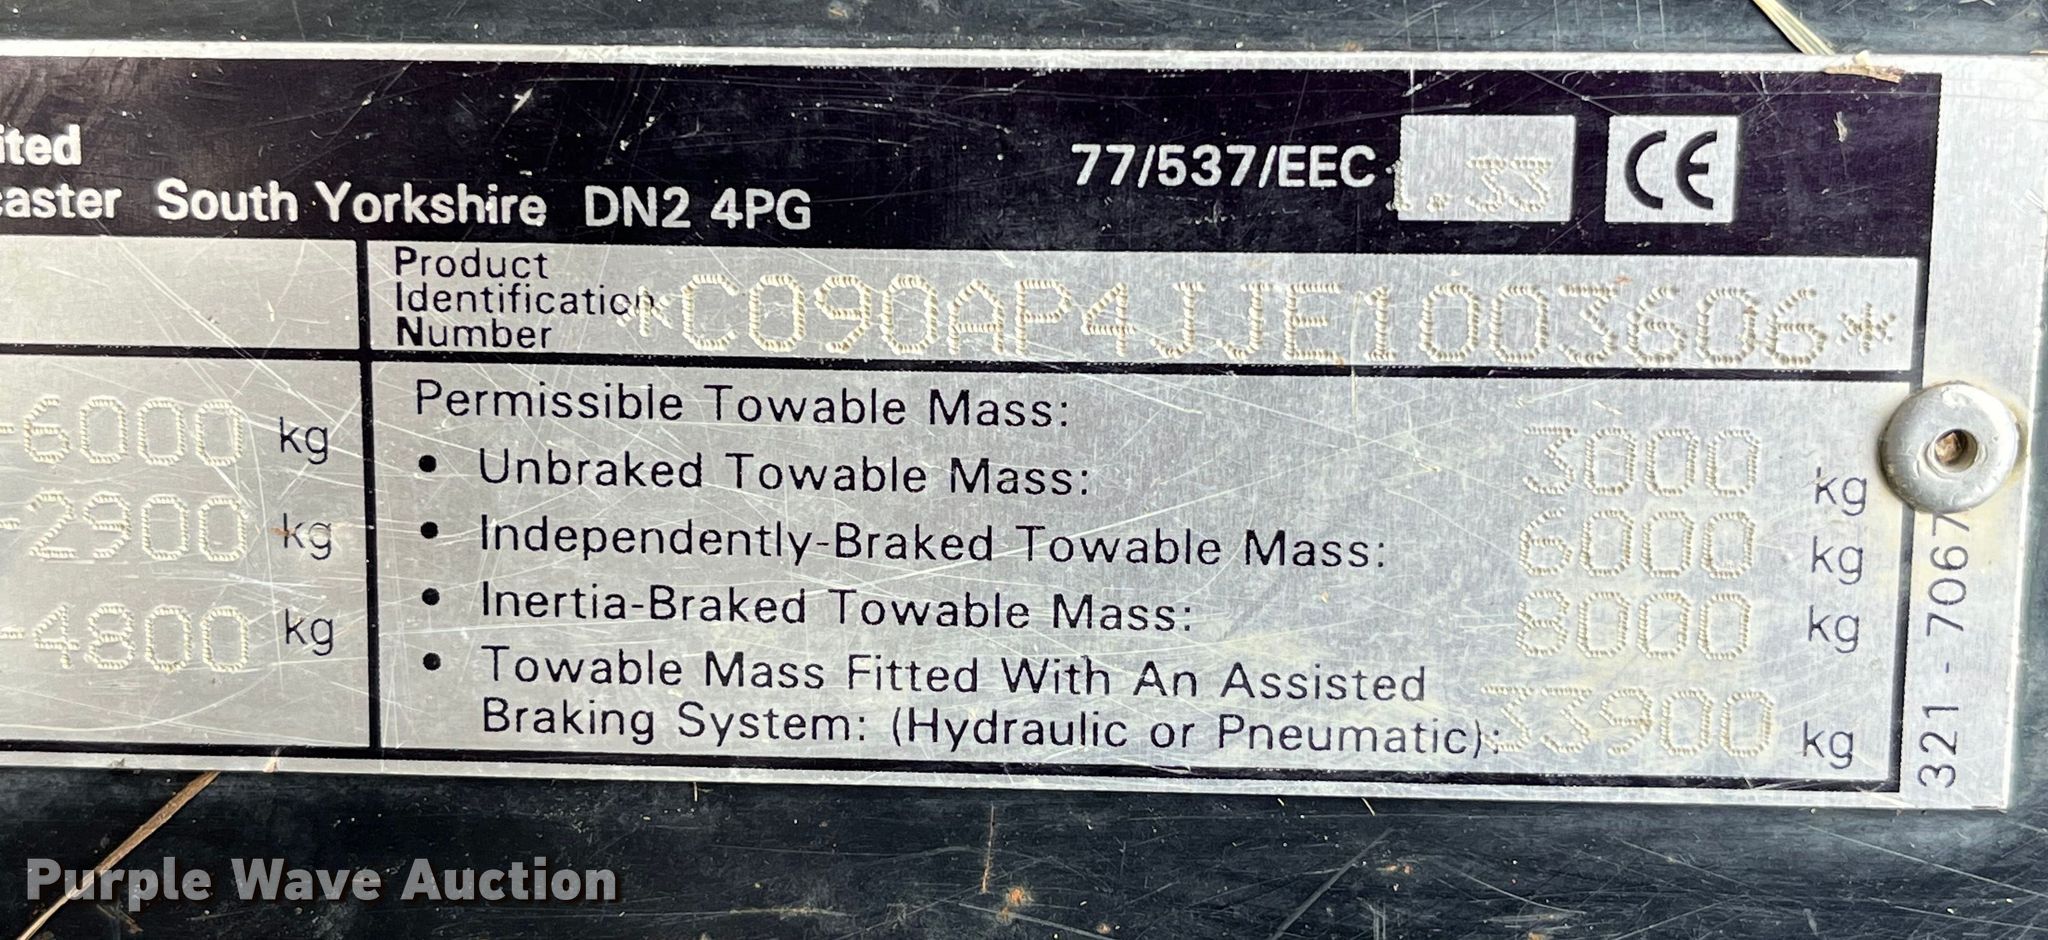 ited
caster South Yorkshire DN2 4PG
77/537/EEC 1.33 CE
Product
Identification
Number *C090AP4JJE1003606*
-6000 kg
-2900 kg
-4800 kg
Permissible Towable Mass:
• Unbraked Towable Mass: 3000 kg
• Independently-Braked Towable Mass: 6000 kg
• Inertia-Braked Towable Mass: 8000 kg
• Towable Mass Fitted With An Assisted
Braking System: (Hydraulic or Pneumatic): 33900 kg
321 - 7067
Purple Wave Auction